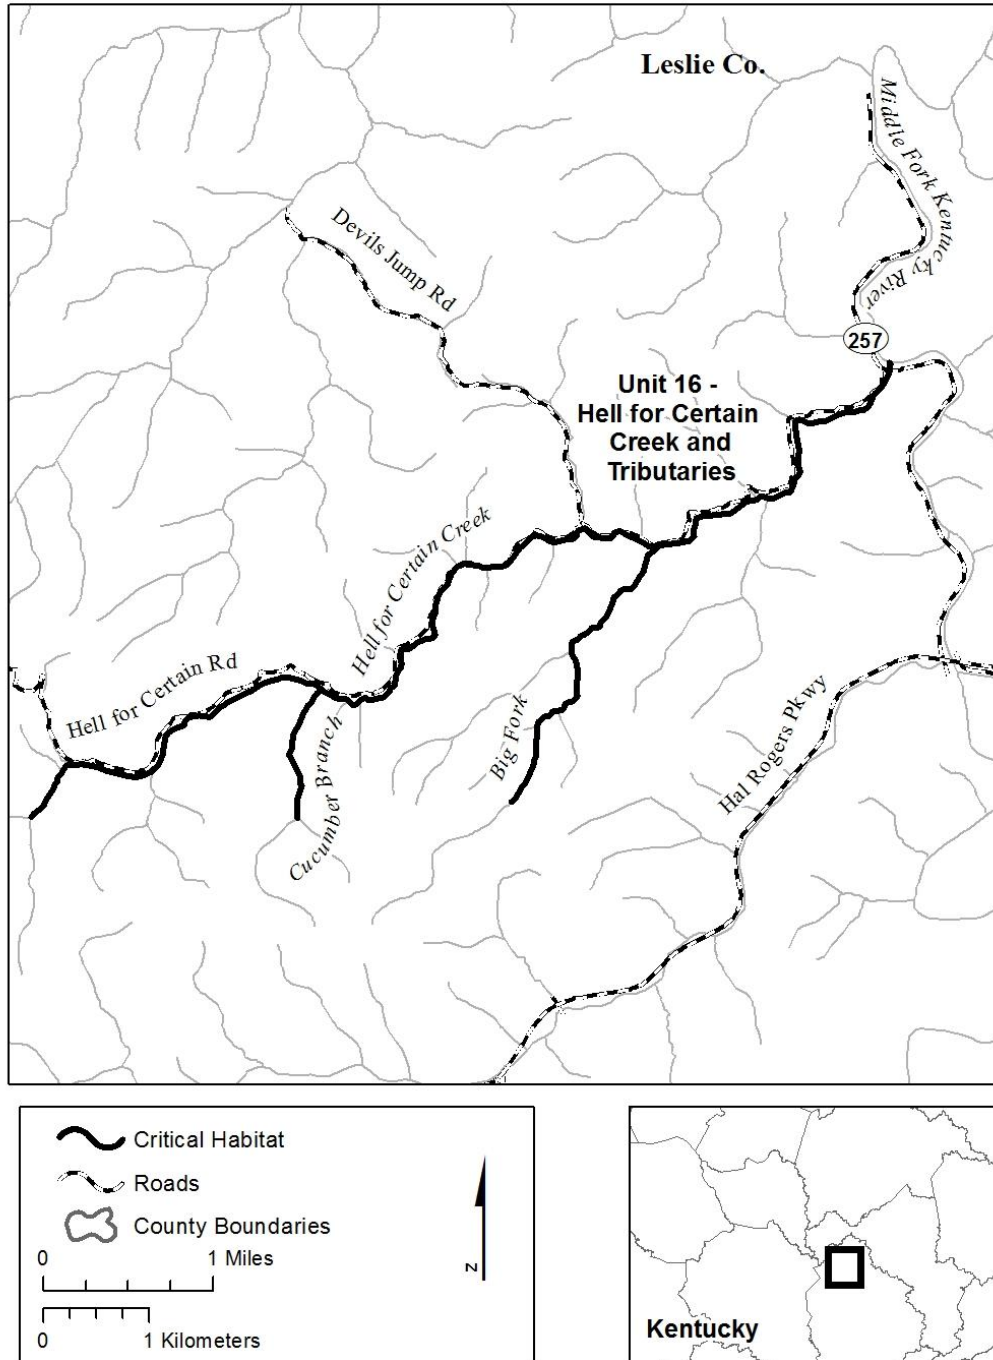 Leslie Co.
Middle Fork Kentucky River
Devils Jump Rd
257
Unit 16 -
Hell for Certain
Creek and
Tributaries
Hell for Certain Creek
Hell for Certain Rd
Big Fork
Cucumber Branch
Hal Rogers Pkwy
Critical Habitat
Roads
County Boundaries
0 1 Miles
0 1 Kilometers
N
Kentucky